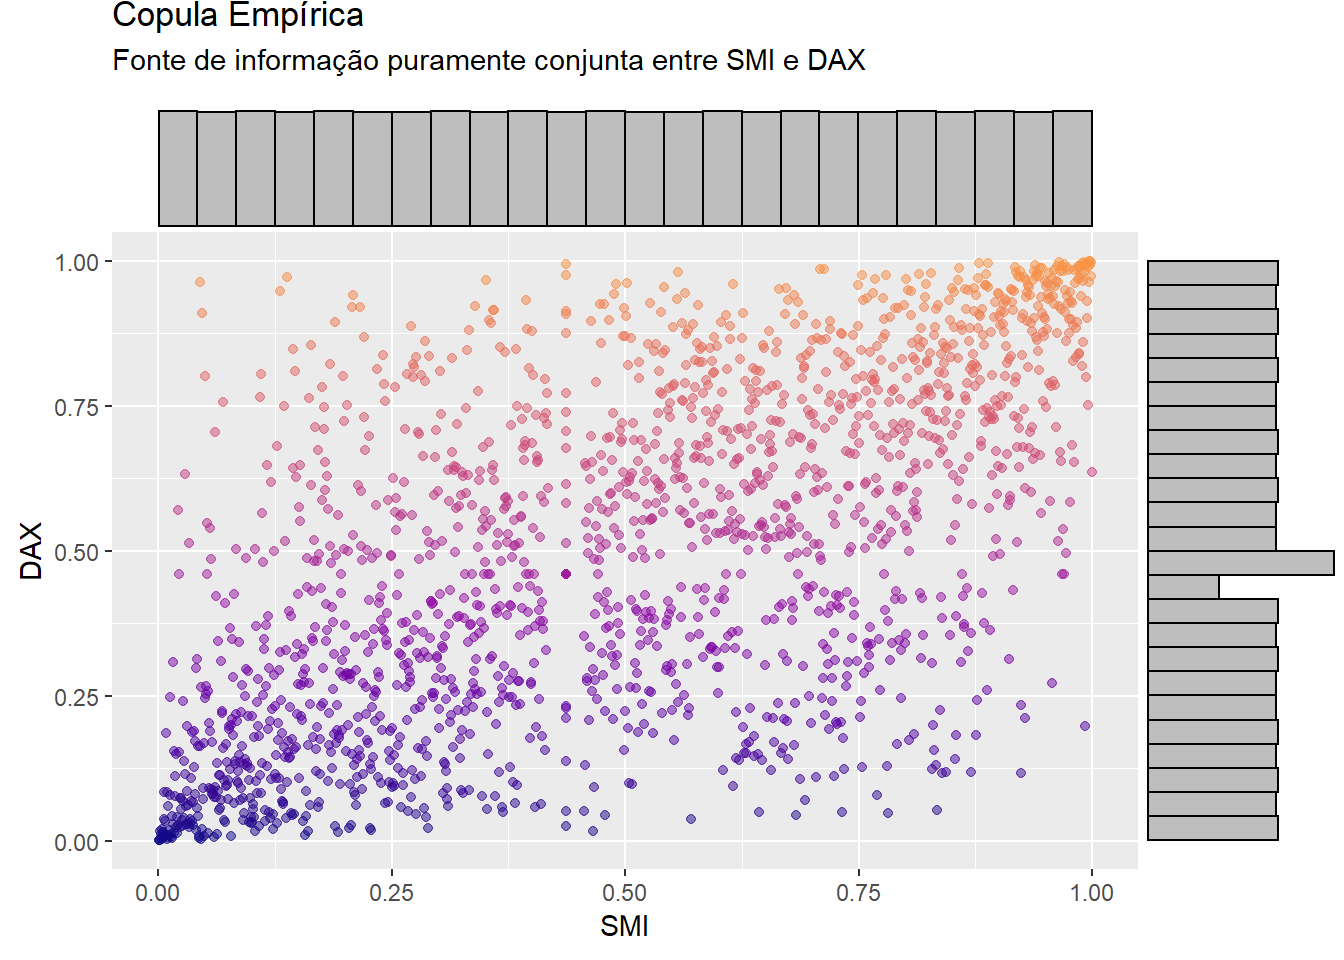 Copula Empírica
Fonte de informação puramente conjunta entre SMI e DAX
1.00
0.75
0.50
0.25
0.00
DAX
0.00 0.25 0.50 0.75 1.00
SMI